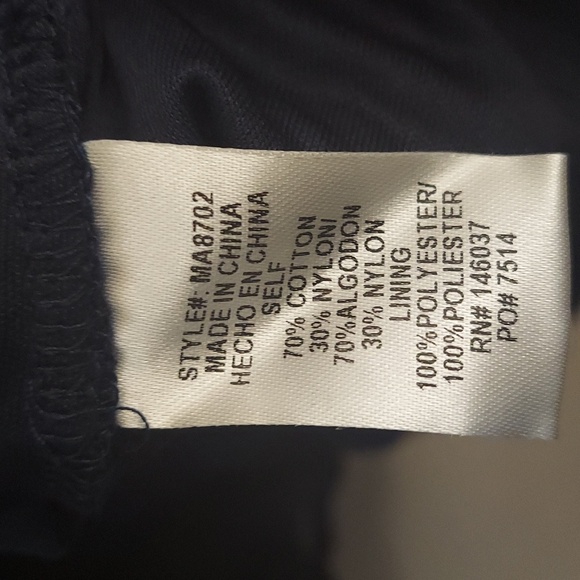 STYLE#: MA8702
MADE IN CHINA
HECHO EN CHINA
SELF
70% COTTON
30% NYLON/
70%ALGODON
30% NYLON
LINING
100%POLYESTER/
100%POLIESTER
RN# 146037
PO# 7514